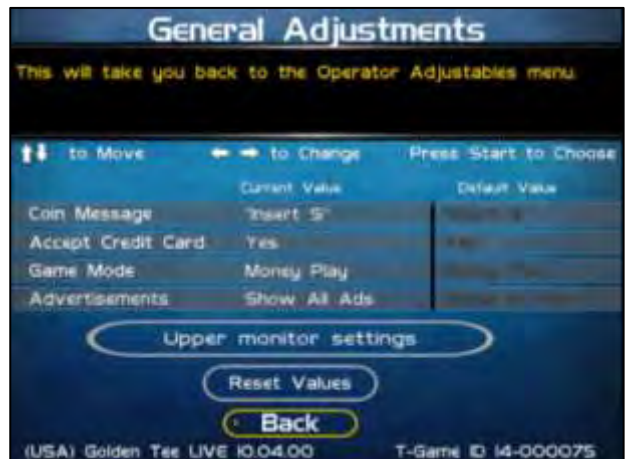 General Adjustments
This will take you back to the Operator Adjustables menu.
to Move to Change Press Start to Choose
Current Value Default Value
Coin Message "Insert $"
Accept Credit Card Yes
Game Mode Money Play
Advertisements Show All Ads
Upper monitor settings
Reset Values
Back
(USA) Golden Tee LIVE 10.04.00 T-Game ID 14-000075